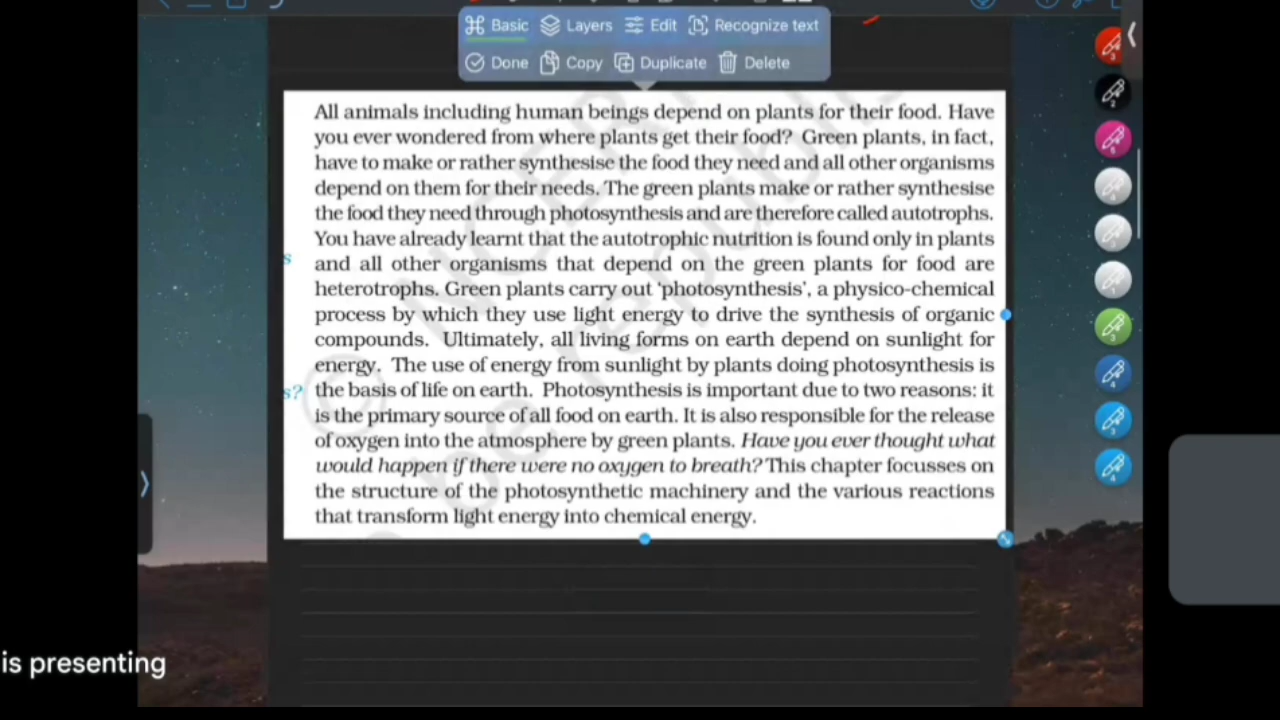 Basic Layers Edit Recognize text
Done Copy Duplicate Delete
All animals including human beings depend on plants for their food. Have
you ever wondered from where plants get their food? Green plants, in fact,
have to make or rather synthesise the food they need and all other organisms
depend on them for their needs. The green plants make or rather synthesise
the food they need through photosynthesis and are therefore called autotrophs.
You have already learnt that the autotrophic nutrition is found only in plants
s
and all other organisms that depend on the green plants for food are
heterotrophs. Green plants carry out ‘photosynthesis’, a physico-chemical
process by which they use light energy to drive the synthesis of organic
compounds. Ultimately, all living forms on earth depend on sunlight for
energy. The use of energy from sunlight by plants doing photosynthesis is
s? the basis of life on earth. Photosynthesis is important due to two reasons: it
is the primary source of all food on earth. It is also responsible for the release
of oxygen into the atmosphere by green plants. Have you ever thought what
would happen if there were no oxygen to breath? This chapter focusses on
the structure of the photosynthetic machinery and the various reactions
that transform light energy into chemical energy.
is presenting